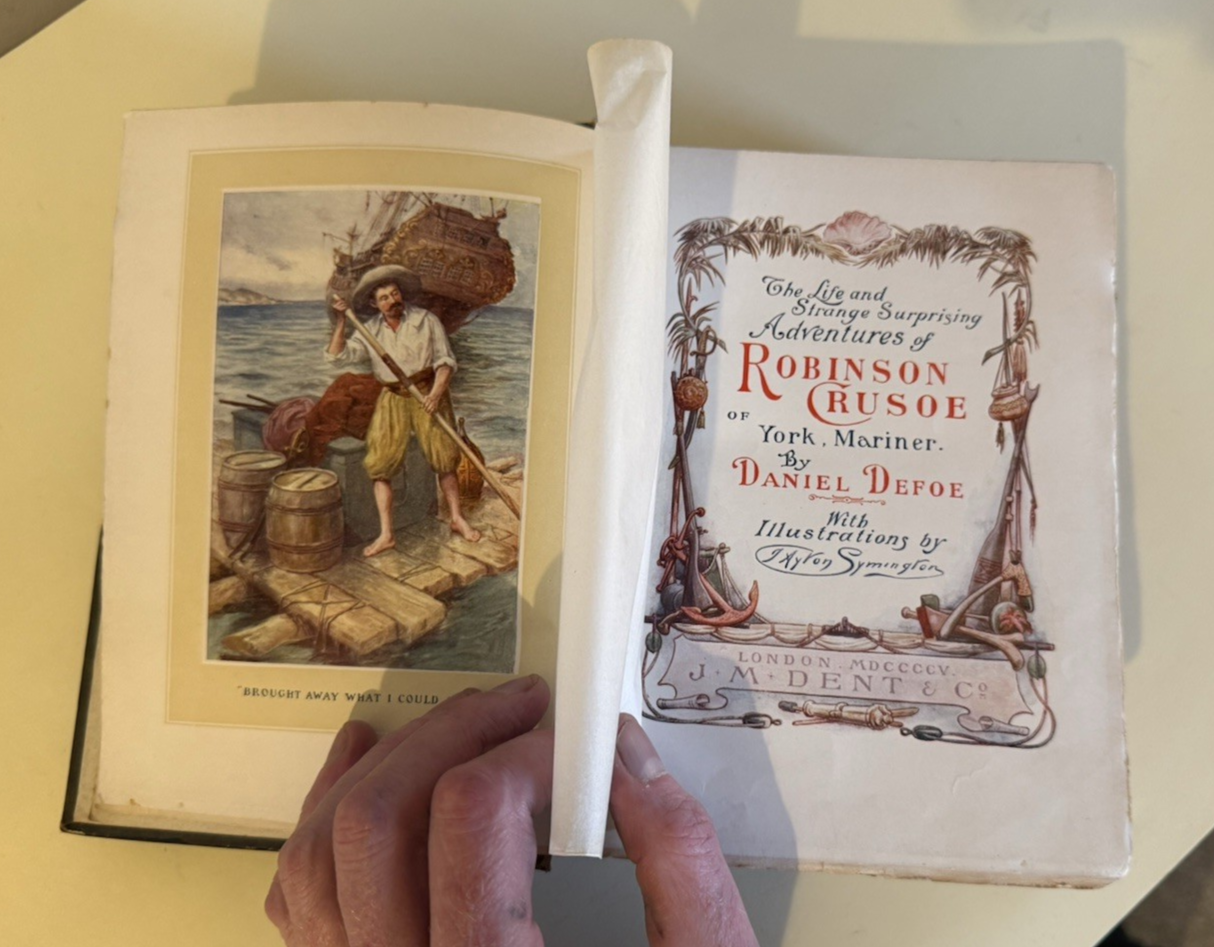 "BROUGHT AWAY WHAT I COULD
The Life and
Strange Surprising
Adventures of
ROBINSON
CRUSOE
OF
York, Mariner.
By
DANIEL DEFOE
With
Illustrations by
J Ayton Symington
LONDON. MDCCCCV.
J·M·DENT & Co